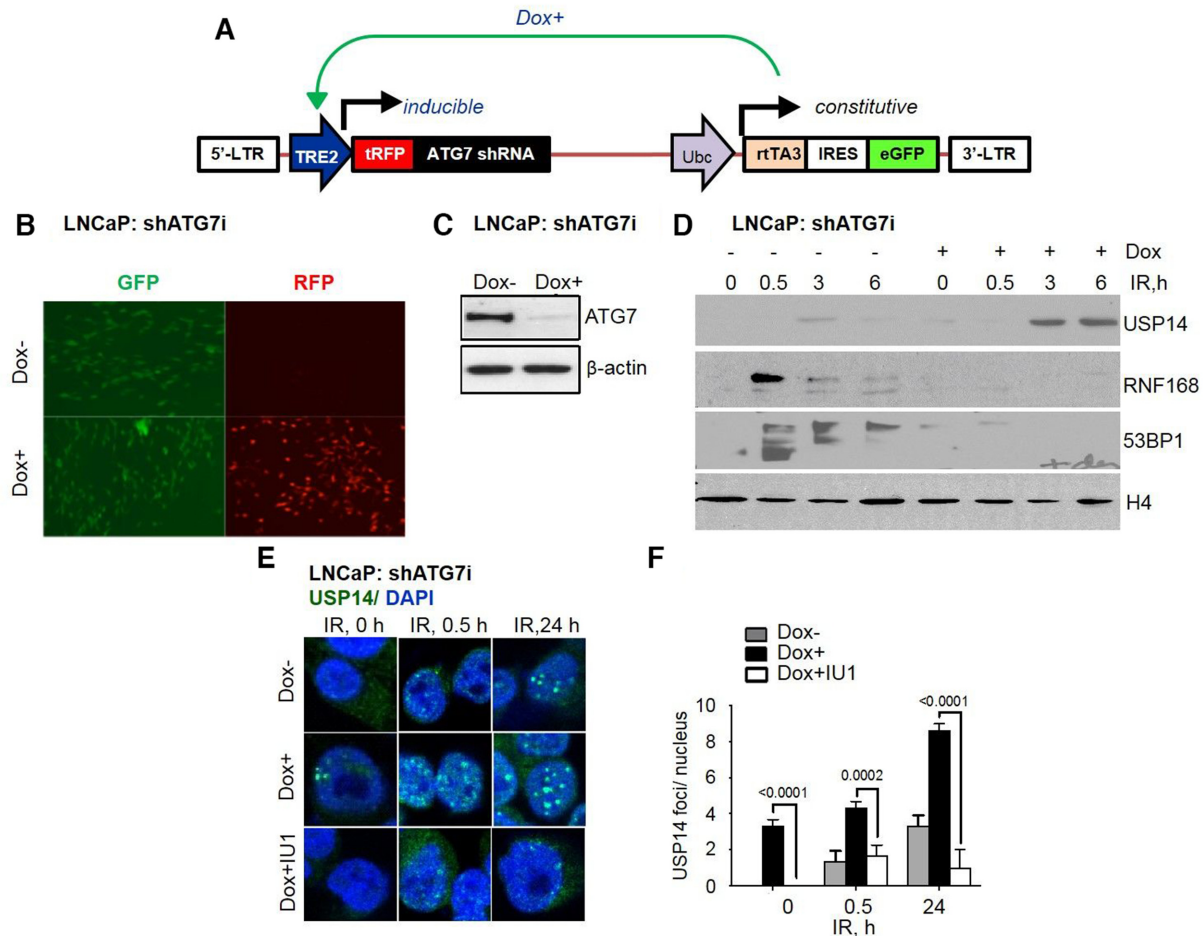 A
Dox+
inducible
constitutive
5'-LTR TRE2 tRFP ATG7 shRNA Ubc rtTA3 IRES eGFP 3'-LTR
B LNCaP: shATG7i
GFP RFP
Dox-
Dox+
C LNCaP: shATG7i
Dox- Dox+
ATG7
β-actin
D LNCaP: shATG7i
- - - - + + + + Dox
0 0.5 3 6 0 0.5 3 6 IR,h
USP14
RNF168
53BP1
H4
E
LNCaP: shATG7i
USP14/ DAPI
IR, 0 h IR, 0.5 h IR,24 h
Dox-
Dox+
Dox+IU1
F
Dox-
Dox+
Dox+IU1
USP14 foci/ nucleus
10
8
6
4
2
0
<0.0001
0.0002
<0.0001
0 0.5 24
IR, h